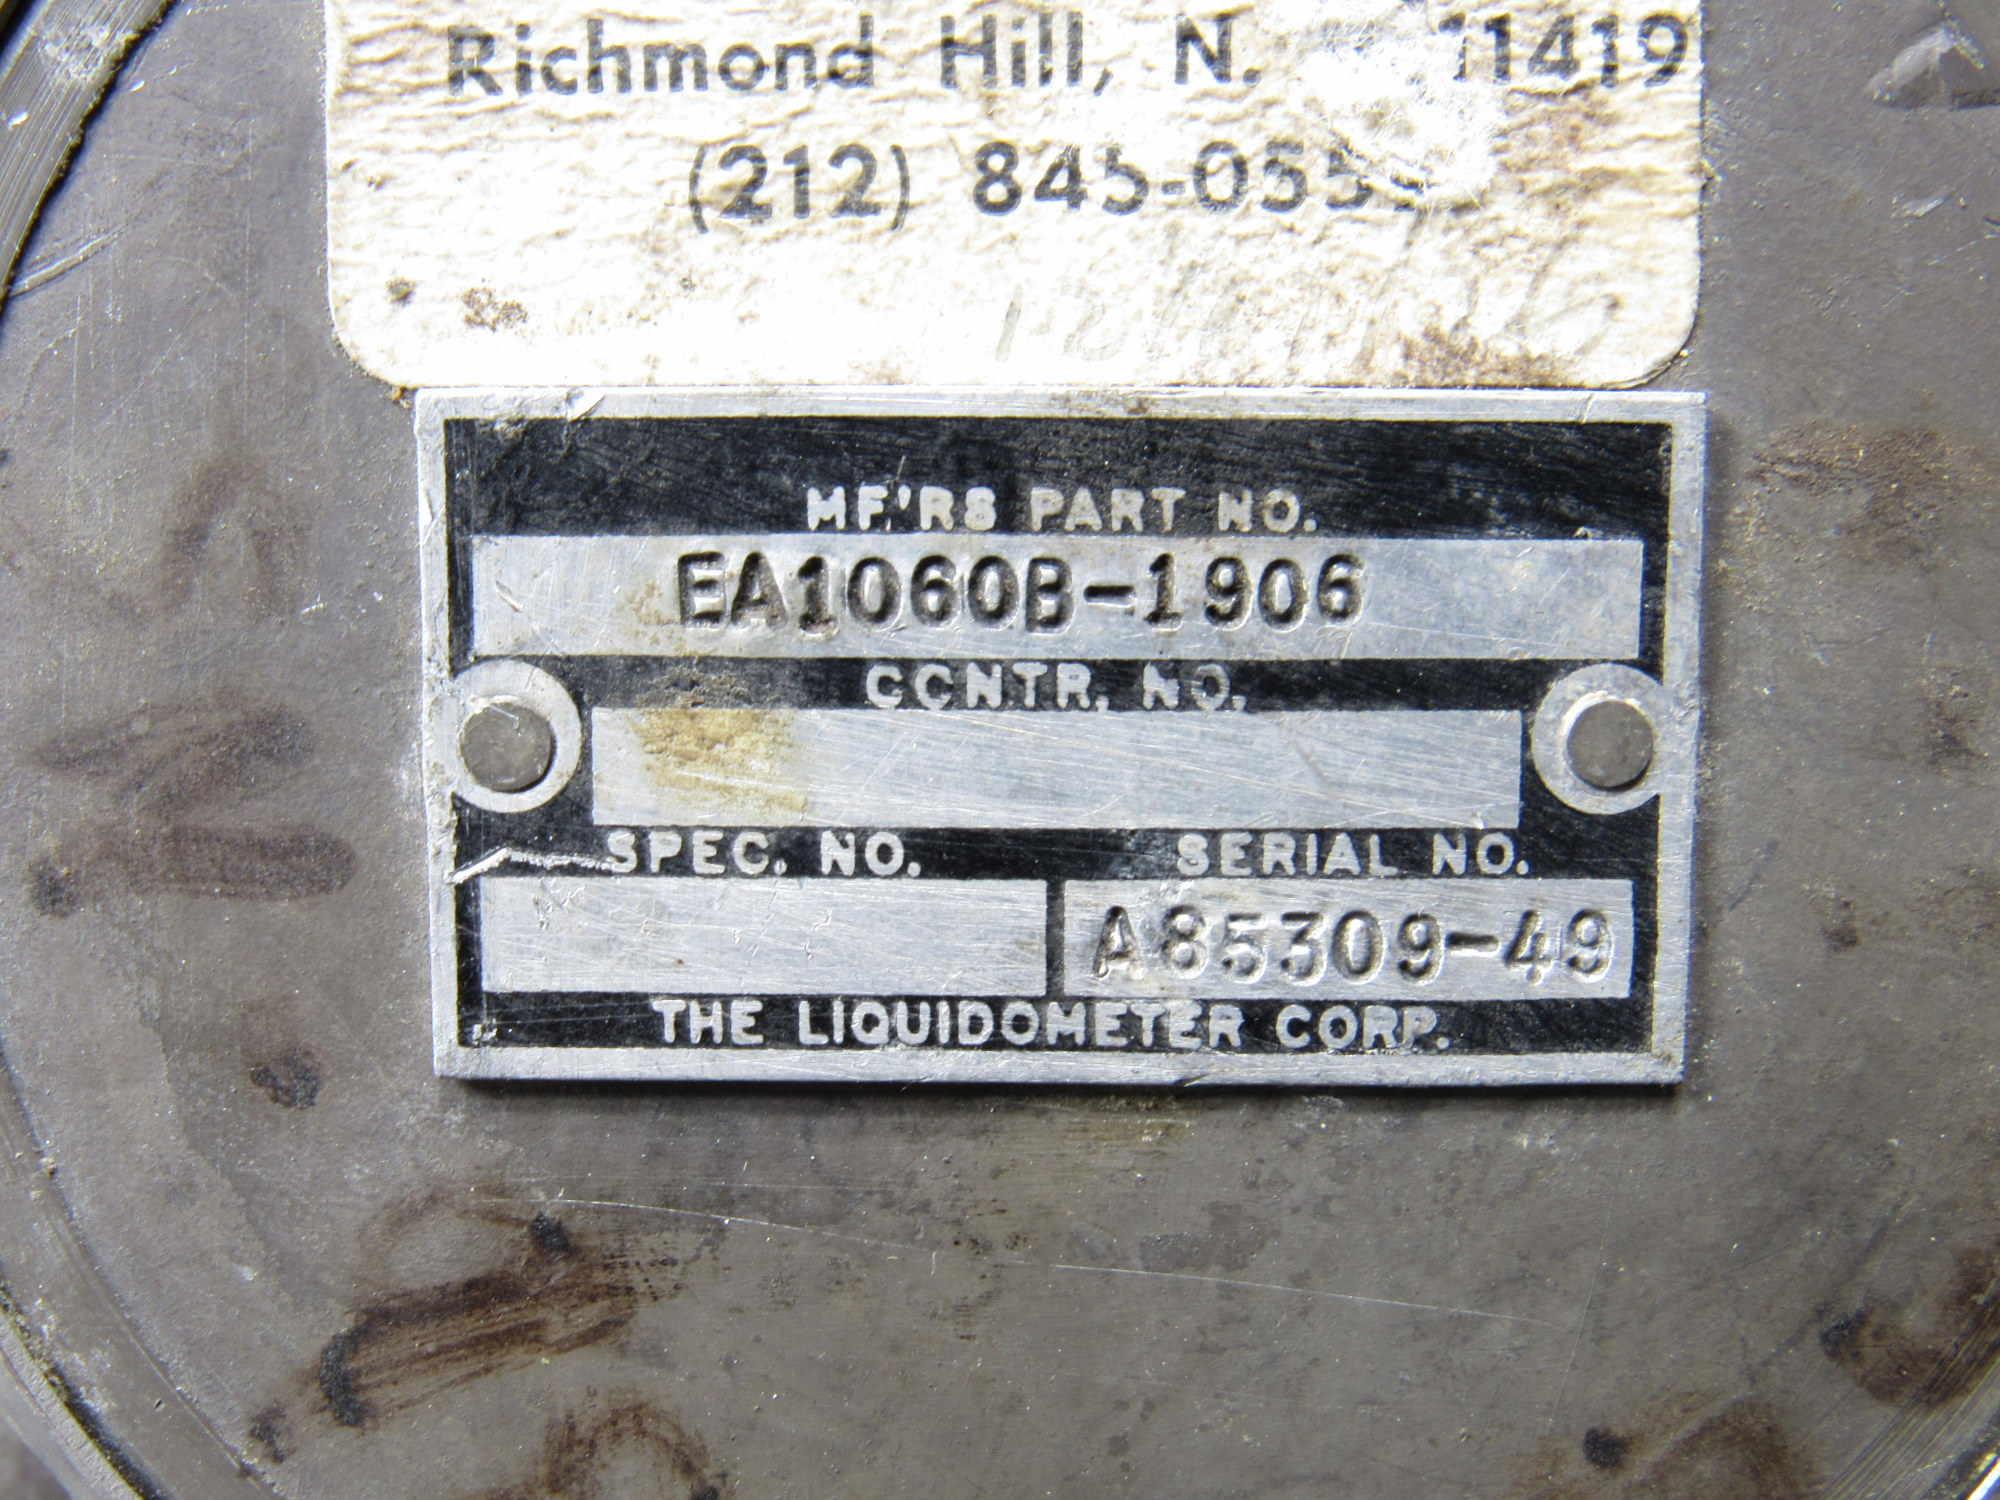 Richmond Hill, N. 11419
(212) 845-055
MF'RS PART NO.
EA1060B-1906
CONTR. NO.
SPEC. NO. SERIAL NO.
A85309-49
THE LIQUIDOMETER CORP.